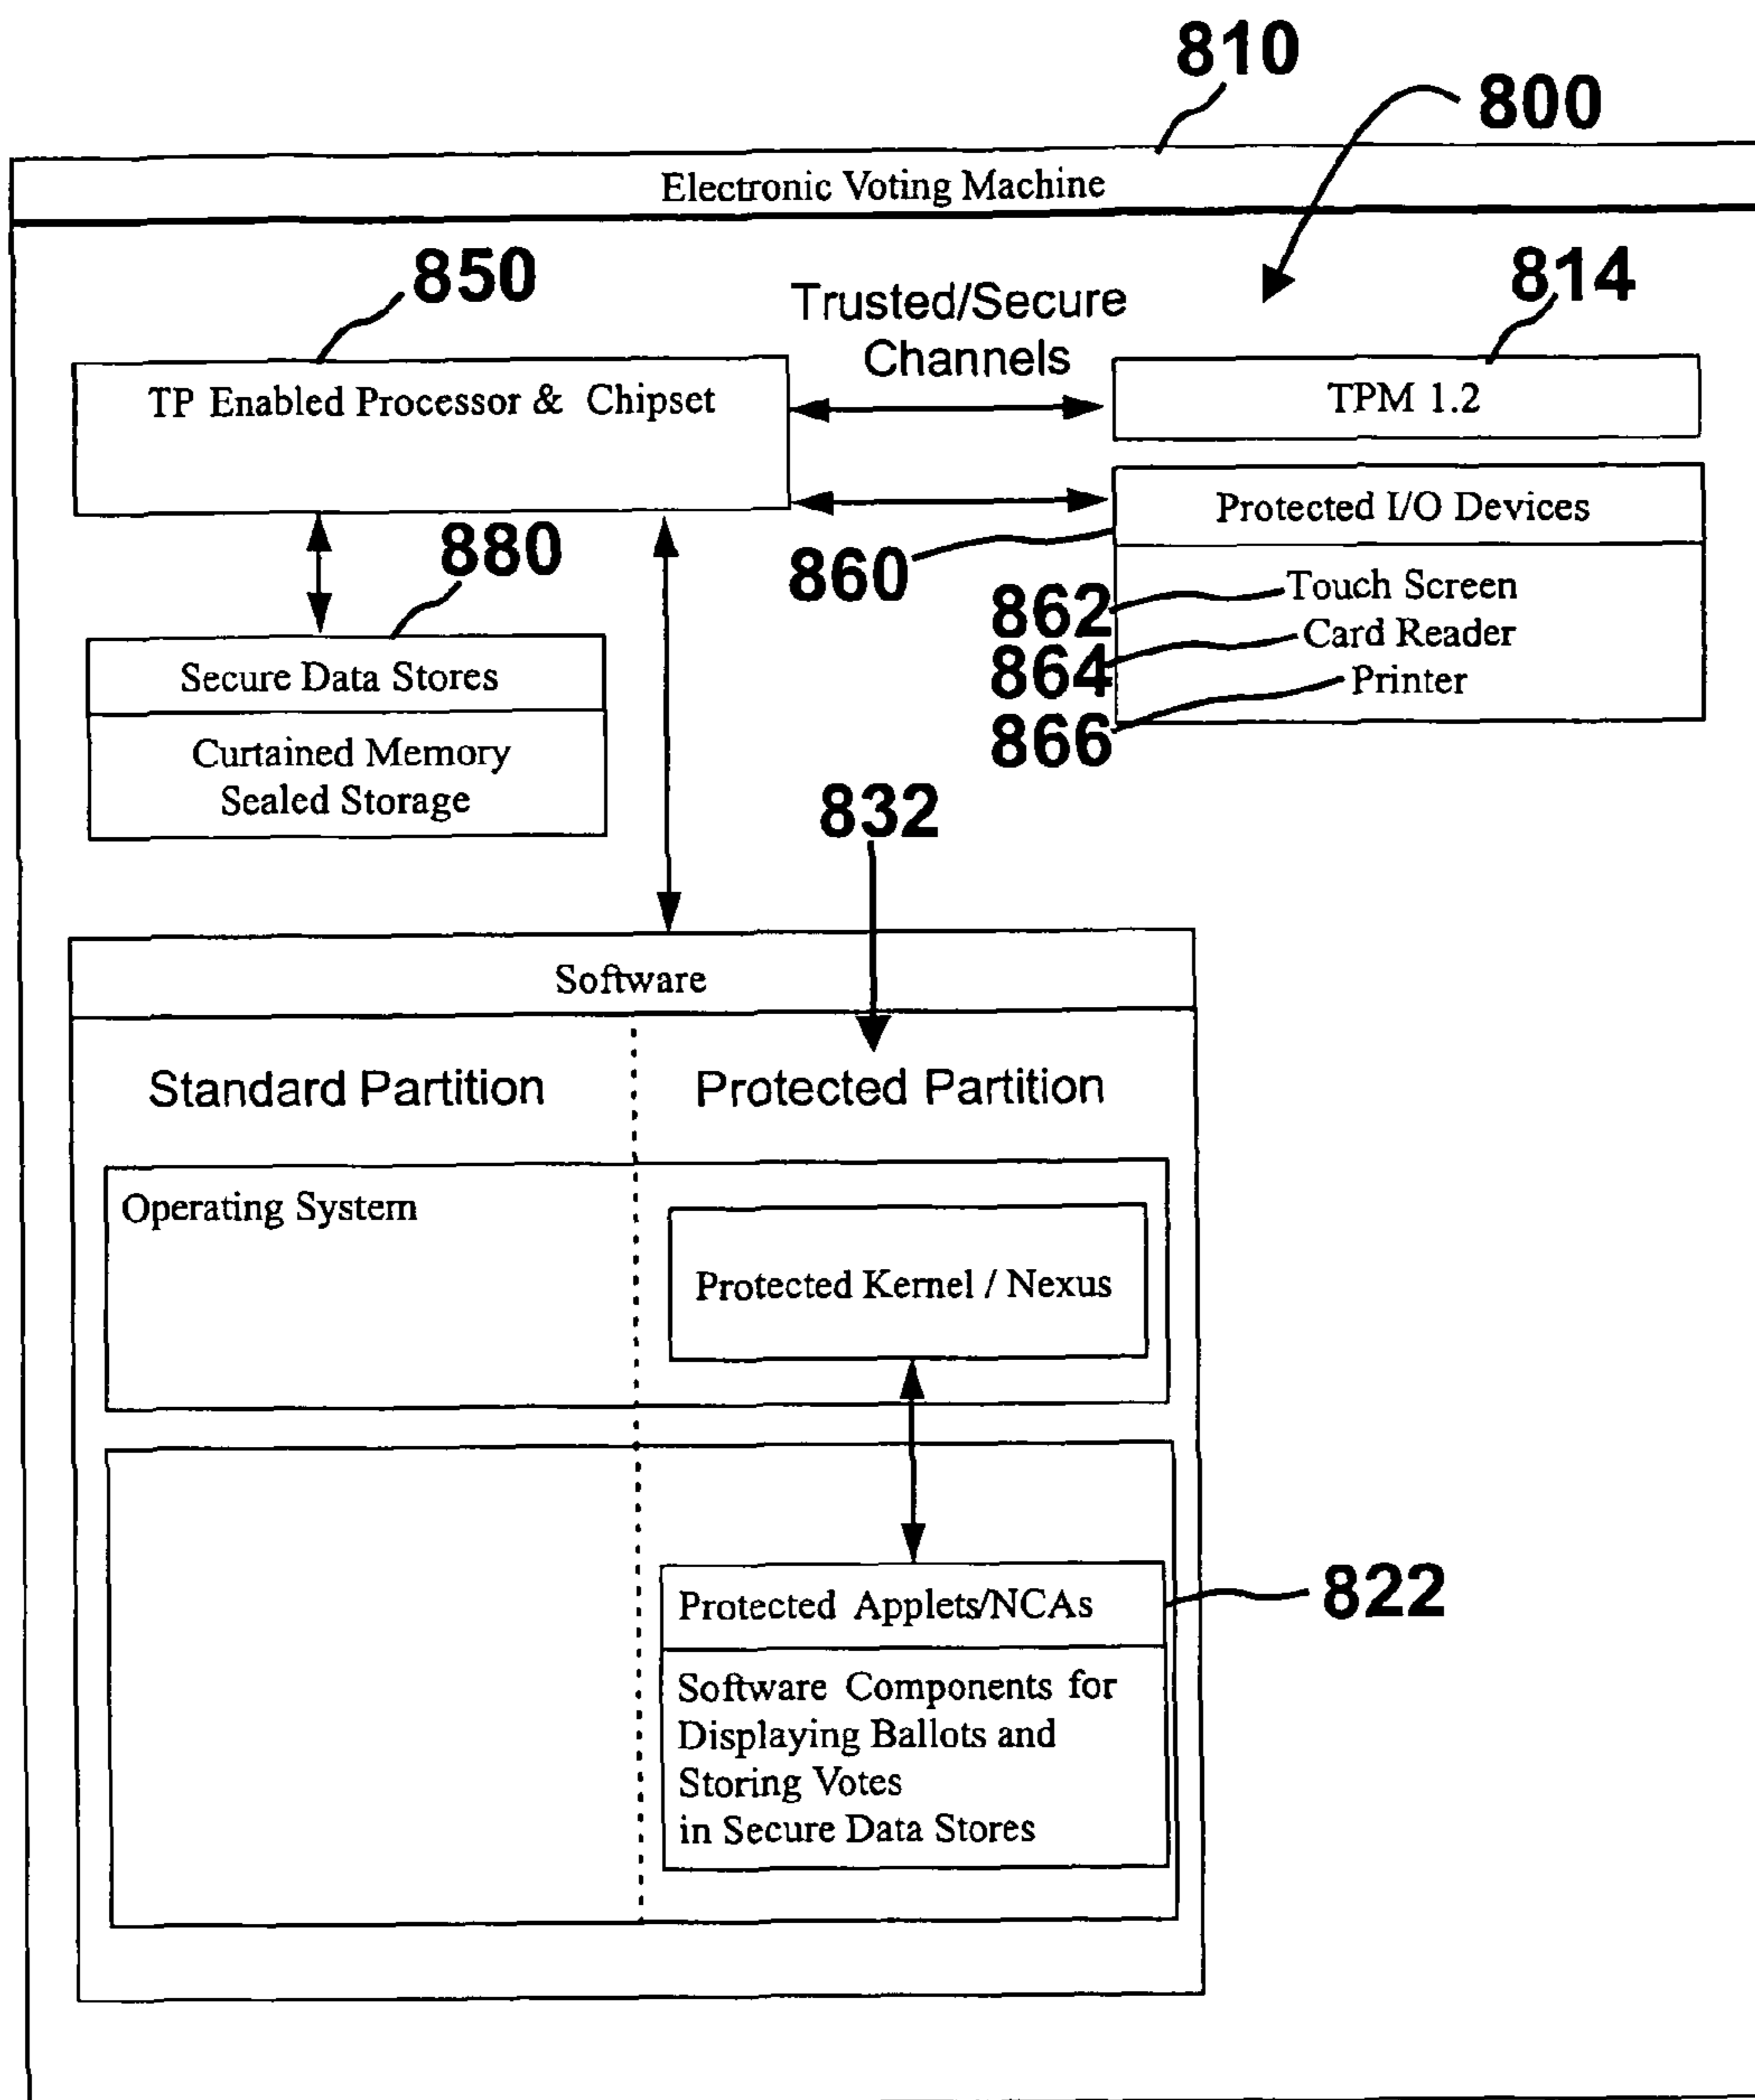 810
800
Electronic Voting Machine
850
Trusted/Secure
Channels
814
TP Enabled Processor & Chipset
TPM 1.2
Protected I/O Devices
880
860
862
Touch Screen
864
Card Reader
866
Printer
Secure Data Stores
Curtained Memory
Sealed Storage
832
Software
Standard Partition
Protected Partition
Operating System
Protected Kernel / Nexus
Protected Applets/NCAs
822
Software Components for
Displaying Ballots and
Storing Votes
in Secure Data Stores